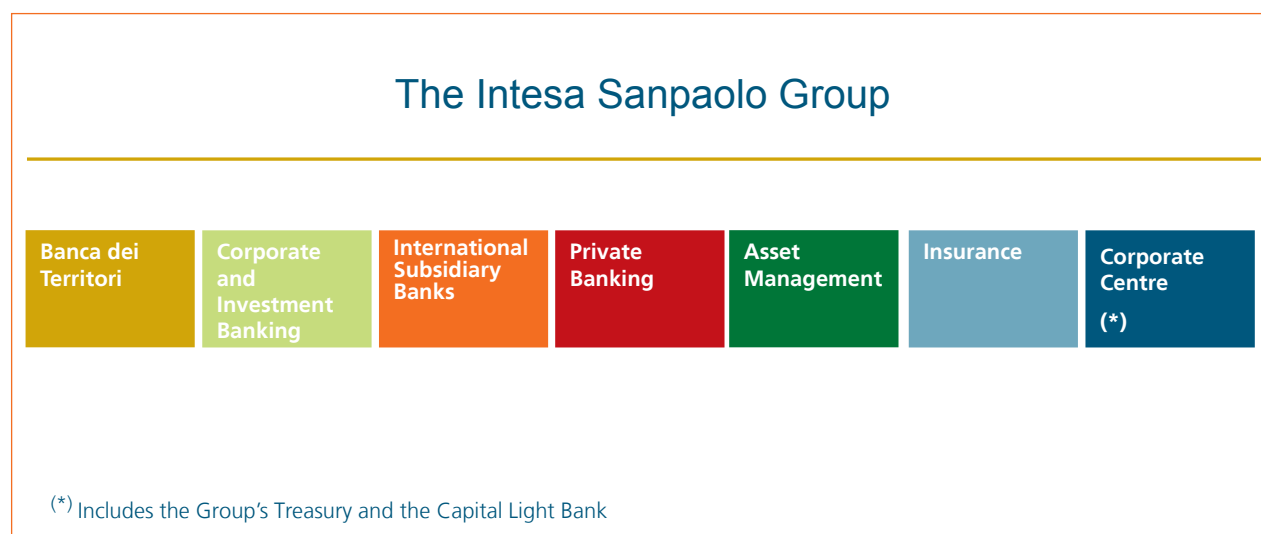 The Intesa Sanpaolo Group
Banca dei
Territori
Corporate
and
Investment
Banking
International
Subsidiary
Banks
Private
Banking
Asset
Management
Insurance
Corporate
Centre
(*)
(*) Includes the Group’s Treasury and the Capital Light Bank